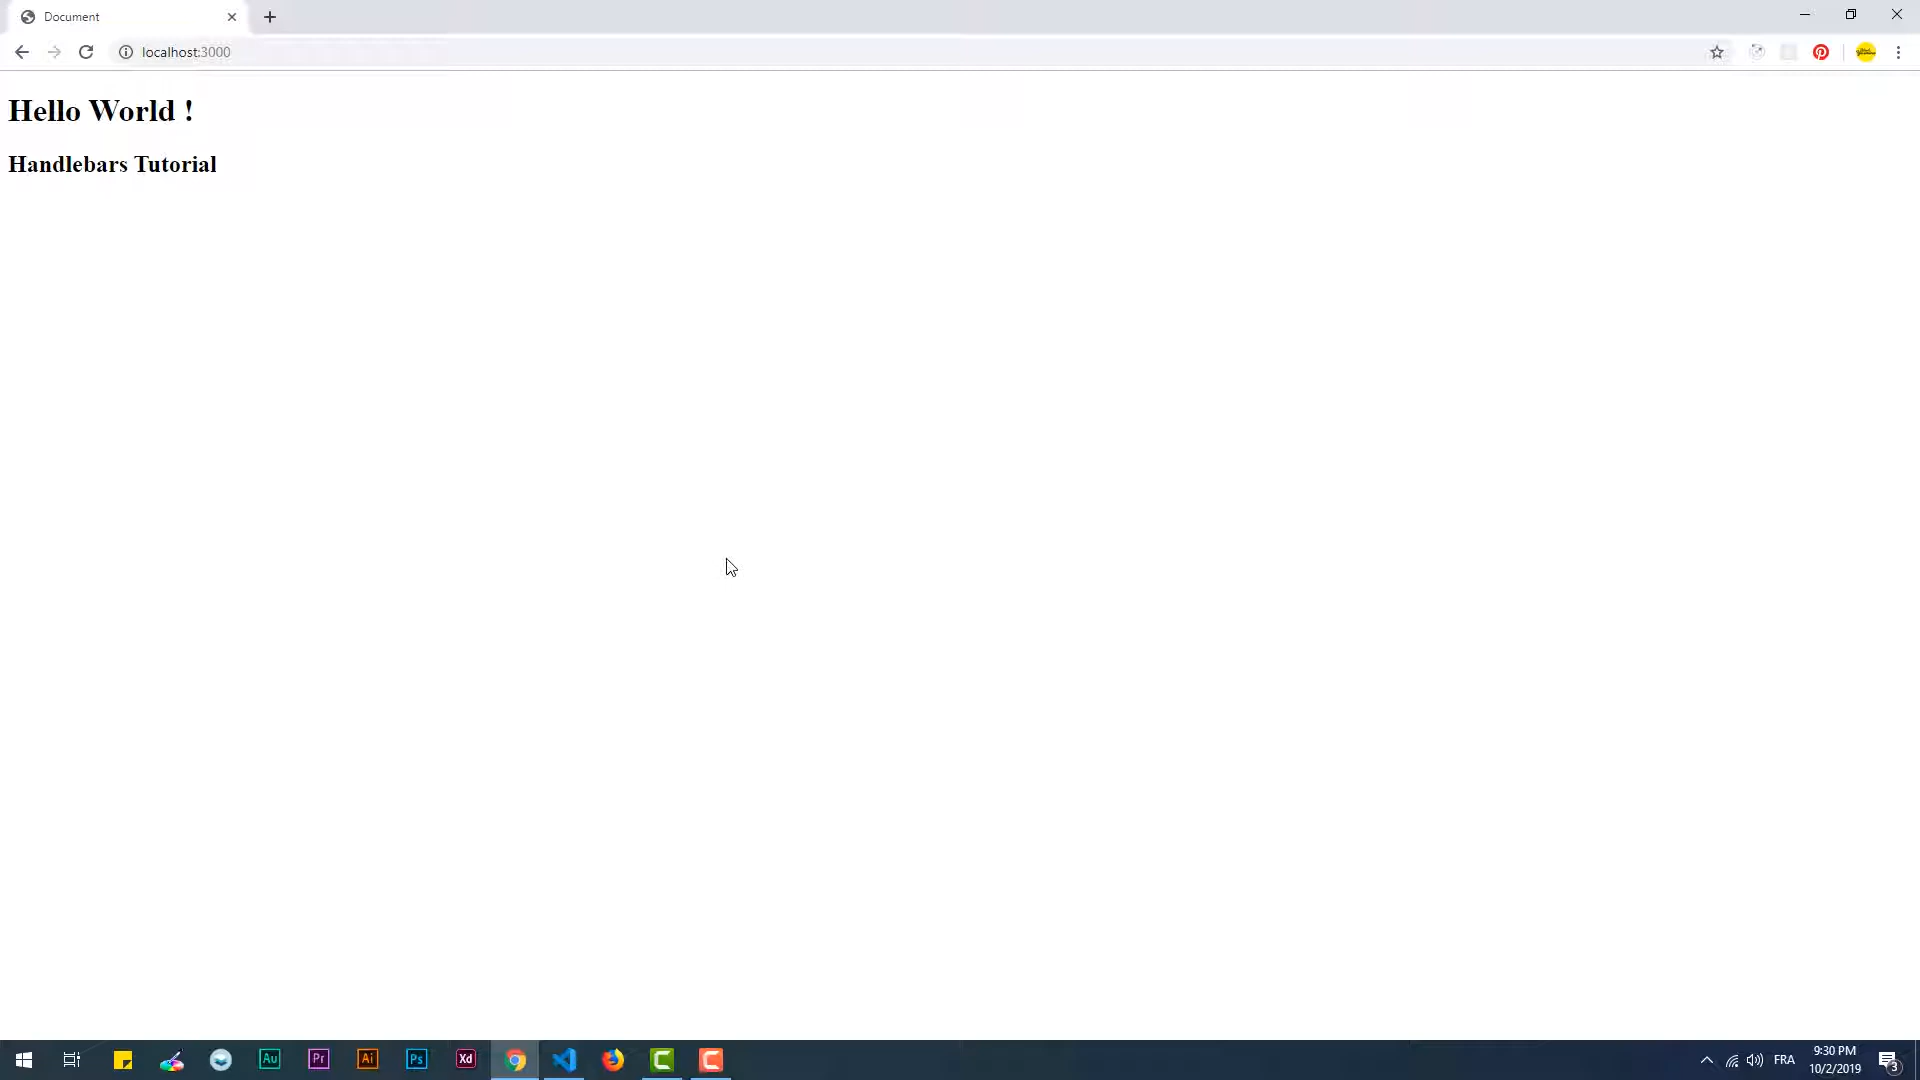 Document
localhost:3000
Hello World !
Handlebars Tutorial
Au
Pr
Ai
Ps
Xd
FRA
9:30 PM
10/2/2019
3